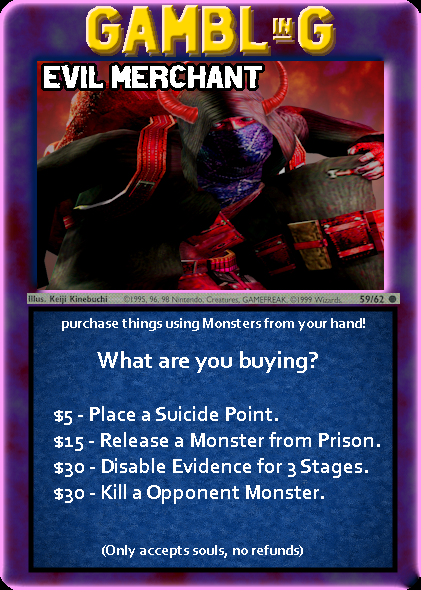 GAMBLING
EVIL MERCHANT
Illus. Keiji Kinebuchi ©1995, 96, 98 Nintendo, Creatures, GAMEFREAK. ©1999 Wizards. 59/62
purchase things using Monsters from your hand!
What are you buying?
$5 - Place a Suicide Point.
$15 - Release a Monster from Prison.
$30 - Disable Evidence for 3 Stages.
$30 - Kill a Opponent Monster.
(Only accepts souls, no refunds)